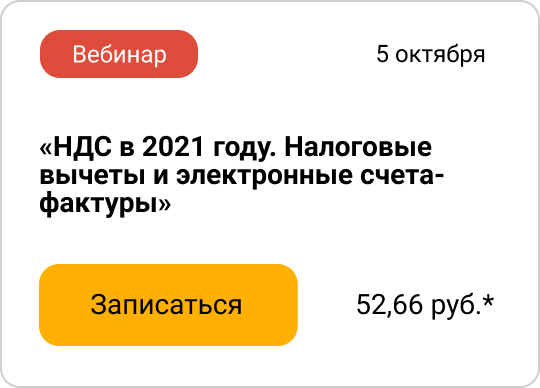 Вебинар
5 октября
«НДС в 2021 году. Налоговые
вычеты и электронные счета-
фактуры»
Записаться
52,66 руб.*